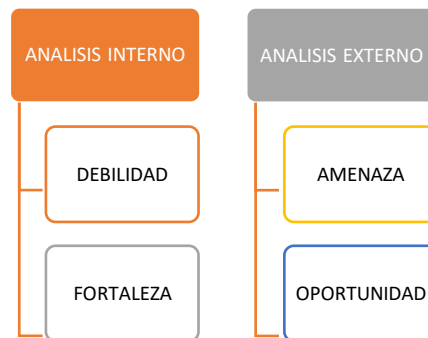 ANALISIS INTERNO
DEBILIDAD
FORTALEZA
ANALISIS EXTERNO
AMENAZA
OPORTUNIDAD